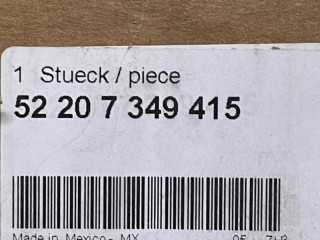 1 Stueck / piece
52 20 7 349 415
Made in Mexico - MX